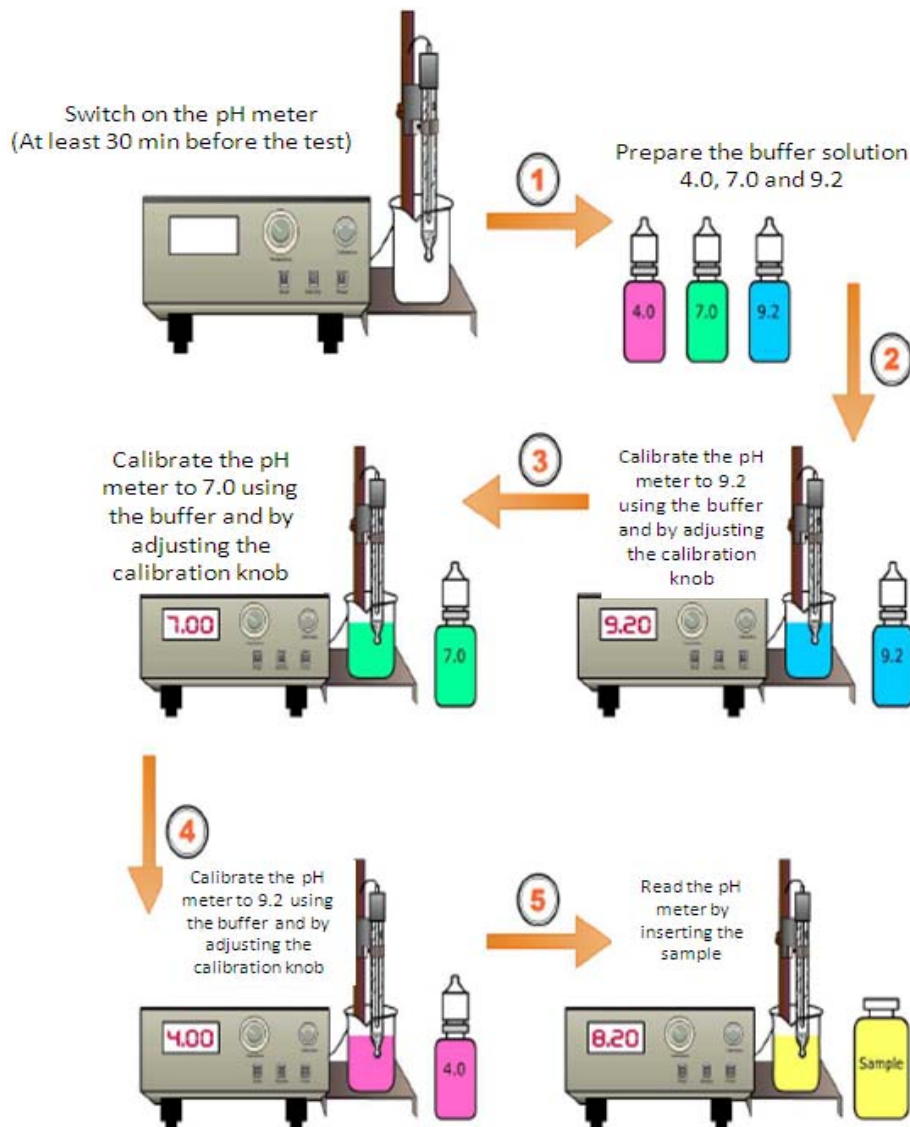 Switch on the pH meter
(At least 30 min before the test)
1
Prepare the buffer solution
4.0, 7.0 and 9.2
4.0
7.0
9.2
2
Calibrate the pH
meter to 9.2
using the buffer
and by adjusting
the calibration
knob
9.20
9.2
3
Calibrate the pH
meter to 7.0 using
the buffer and by
adjusting the
calibration knob
7.00
7.0
4
Calibrate the pH
meter to 9.2 using
the buffer and by
adjusting the
calibration knob
4.00
4.0
5
Read the pH
meter by
inserting the
sample
8.20
Sample